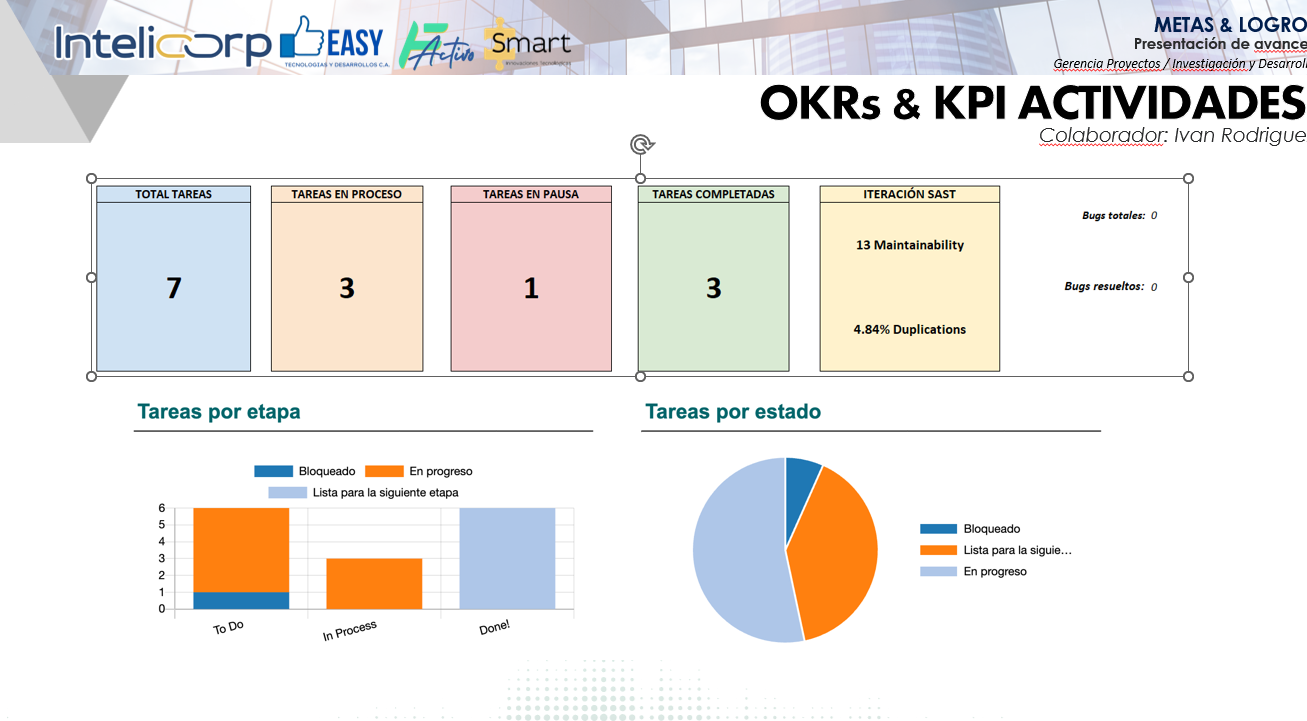 Intelicorp
EASY
TECNOLOGÍAS Y DESARROLLOS C.A.
Activo
Smart
Innovaciones Tecnológicas
METAS & LOGRO
Presentación de avance
Gerencia Proyectos / Investigación y Desarroll
OKRs & KPI ACTIVIDADES
Colaborador: Ivan Rodrigue
TOTAL TAREAS
7
TAREAS EN PROCESO
3
TAREAS EN PAUSA
1
TAREAS COMPLETADAS
3
ITERACIÓN SAST
13 Maintainability
4.84% Duplications
Bugs totales: 0
Bugs resueltos: 0
Tareas por etapa
Bloqueado
En progreso
Lista para la siguiente etapa
6
5
4
3
2
1
0
To Do
In Process
Done!
Tareas por estado
Bloqueado
Lista para la siguie...
En progreso